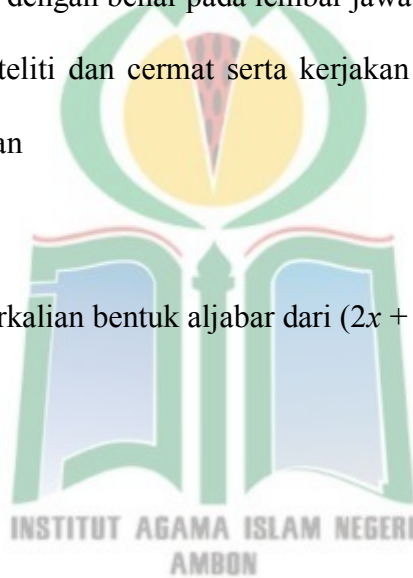 dengan benar pada lembar jawa
teliti dan cermat serta kerjakan
an
rkalian bentuk aljabar dari (2x +
INSTITUT AGAMA ISLAM NEGERI
AMBON